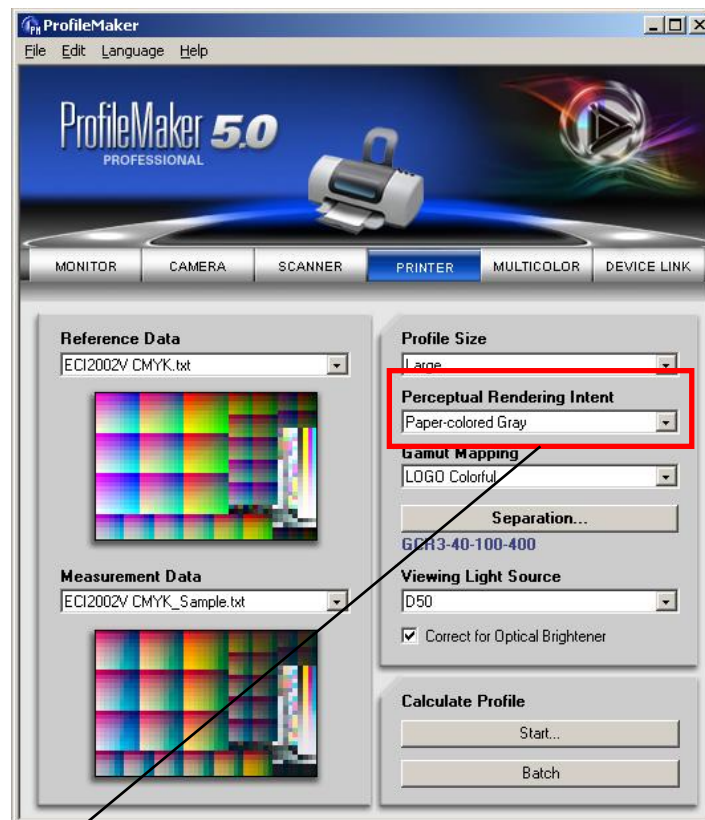 ProfileMaker
File Edit Language Help
ProfileMaker 5.0
PROFESSIONAL
MONITOR CAMERA SCANNER PRINTER MULTICOLOR DEVICE LINK
Reference Data
ECI2002V CMYK.txt
Measurement Data
ECI2002V CMYK_Sample.txt
Profile Size
Large
Perceptual Rendering Intent
Paper-colored Gray
Gamut Mapping
LOGO Colorful
Separation...
GCR3-40-100-400
Viewing Light Source
D50
Correct for Optical Brightener
Calculate Profile
Start...
Batch